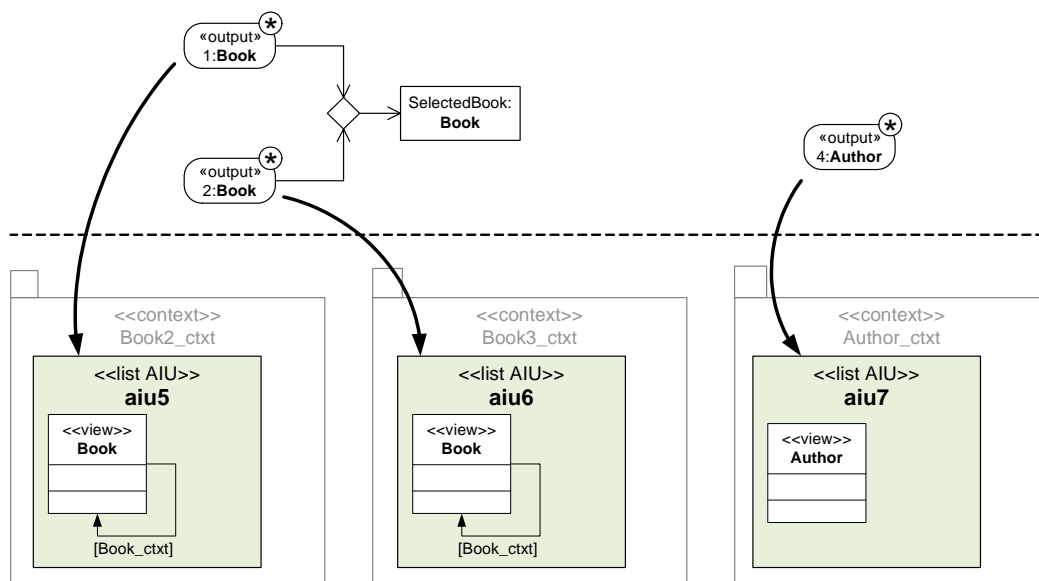 «output»
1:Book
*
SelectedBook:
Book
«output»
2:Book
*
«output»
4:Author
*
<<context>>
Book2_ctxt
<<list AIU>>
aiu5
<<view>>
Book
[Book_ctxt]
<<context>>
Book3_ctxt
<<list AIU>>
aiu6
<<view>>
Book
[Book_ctxt]
<<context>>
Author_ctxt
<<list AIU>>
aiu7
<<view>>
Author